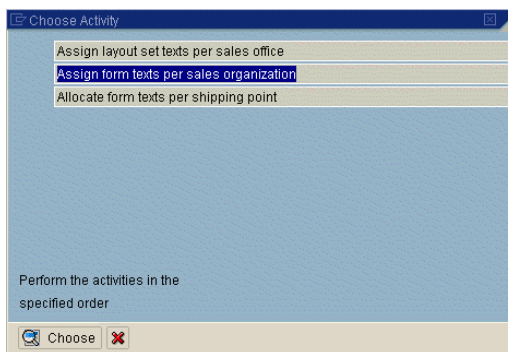 Choose Activity
Assign layout set texts per sales office
Assign form texts per sales organization
Allocate form texts per shipping point
Perform the activities in the
specified order
Choose